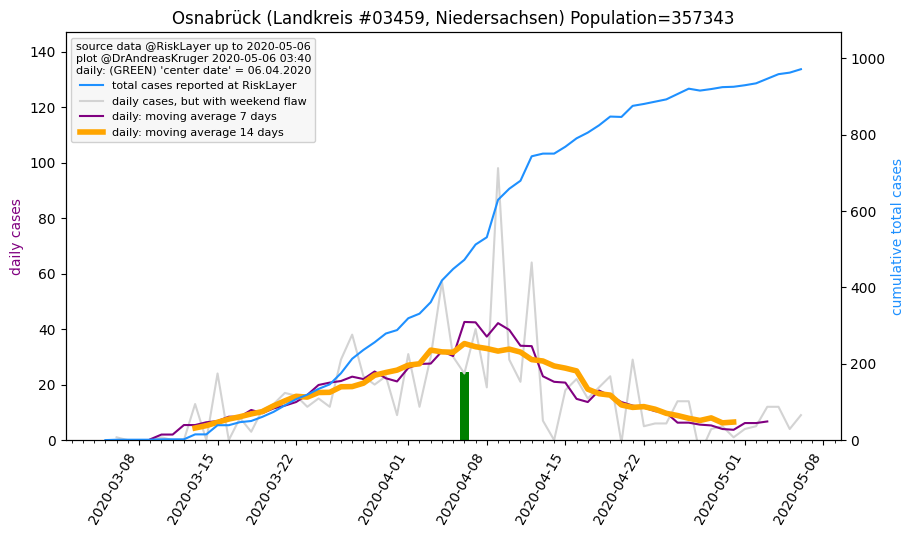 Osnabrück (Landkreis #03459, Niedersachsen) Population=357343
source data @RiskLayer up to 2020-05-06
plot @DrAndreasKruger 2020-05-06 03:40
daily: (GREEN) 'center date' = 06.04.2020
total cases reported at RiskLayer
daily cases, but with weekend flaw
daily: moving average 7 days
daily: moving average 14 days
daily cases
140
120
100
80
60
40
20
0
1000
800
600
400
200
0
cumulative total cases
2020-03-08
2020-03-15
2020-03-22
2020-04-01
2020-04-08
2020-04-15
2020-04-22
2020-05-01
2020-05-08